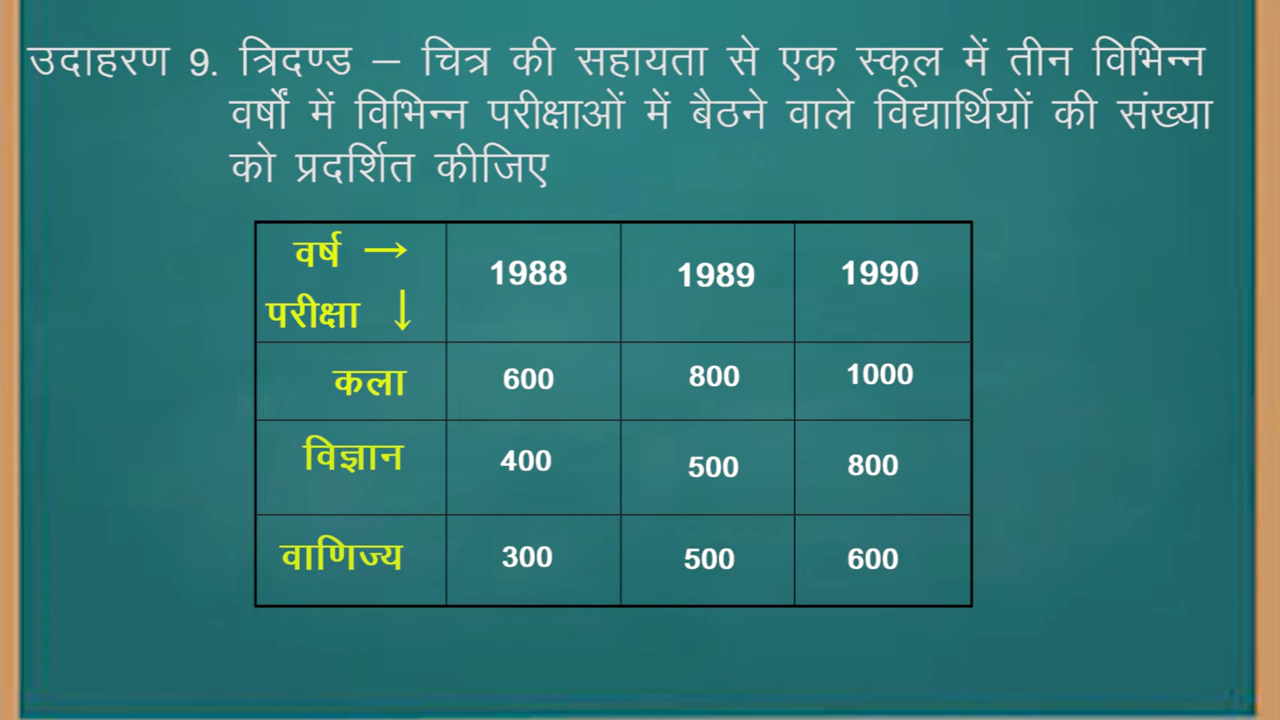 उदाहरण 9. त्रिदण्ड – चित्र की सहायता से एक स्कूल में तीन विभिन्न
वर्षों में विभिन्न परीक्षाओं में बैठने वाले विद्यार्थियों की संख्या
को प्रदर्शित कीजिए
वर्ष → 1988 1989 1990
परीक्षा ↓
कला 600 800 1000
विज्ञान 400 500 800
वाणिज्य 300 500 600